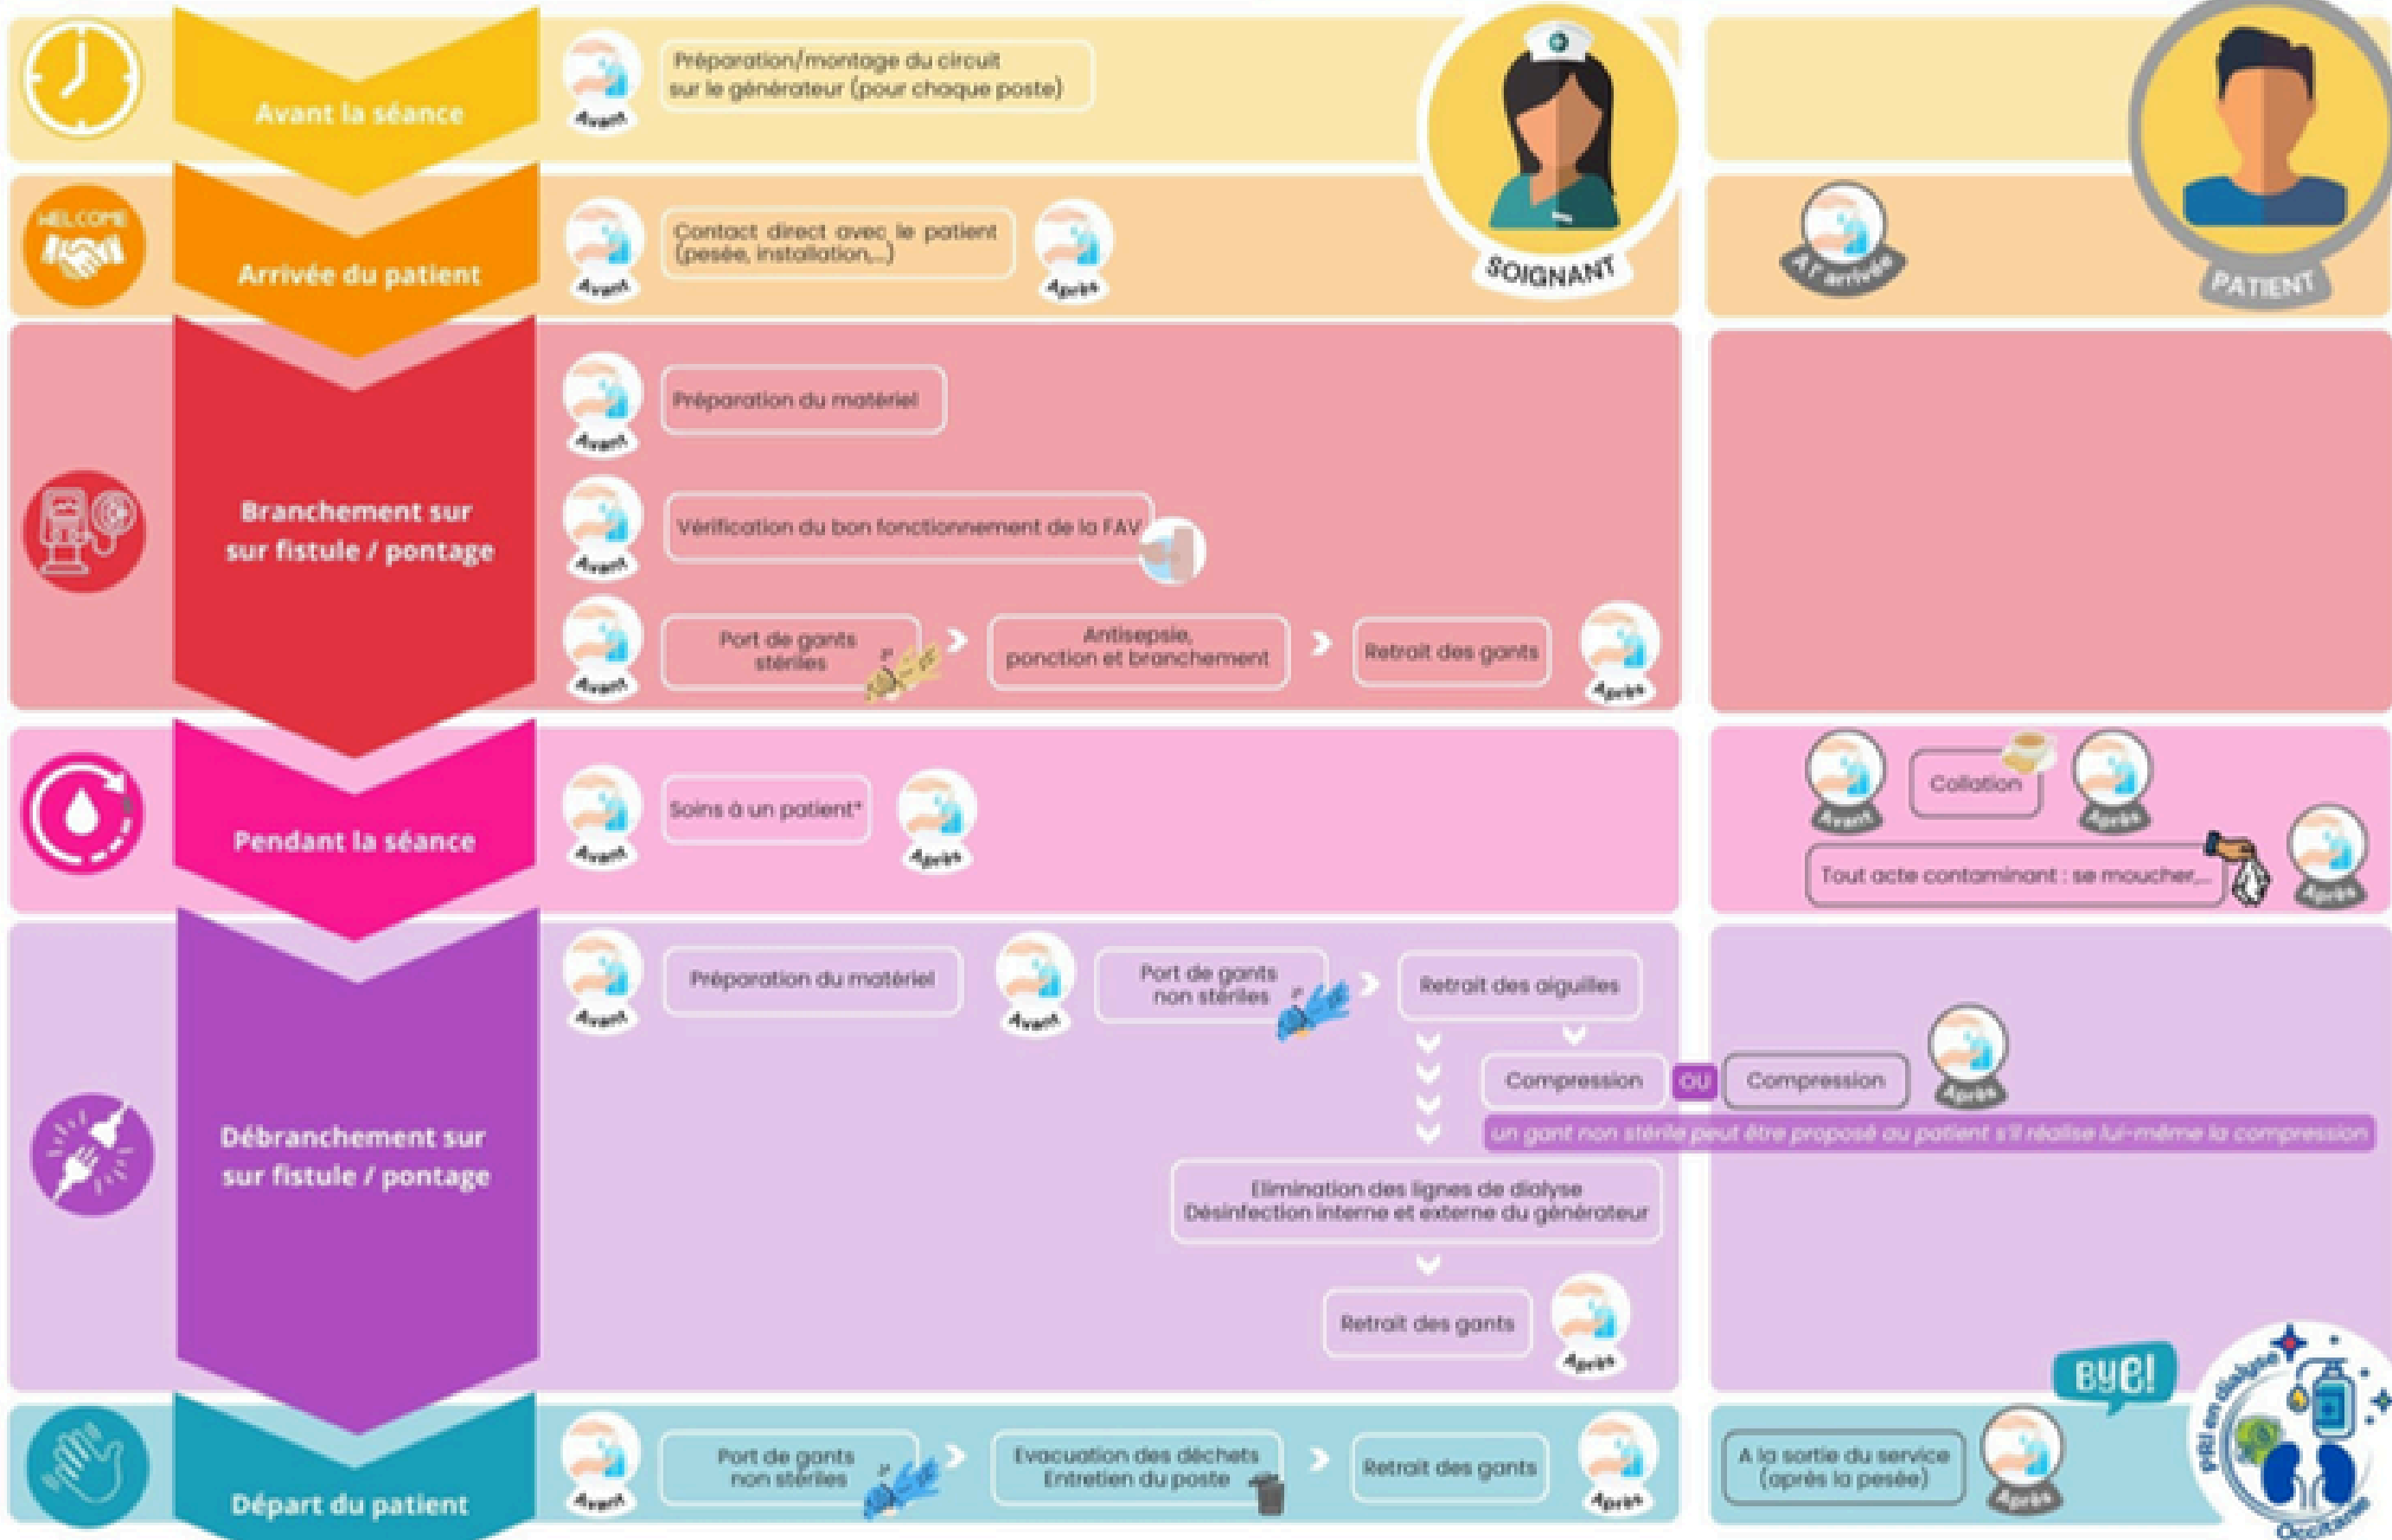 Avant la séance
Avant
Préparation/montage du circuit
sur le générateur (pour chaque poste)
SOIGNANT
PATIENT
WELCOME
Arrivée du patient
Avant
Contact direct avec le patient
(pesée, installation,...)
Après
A l'arrivée
Branchement sur
sur fistule / pontage
Avant
Préparation du matériel
Avant
Vérification du bon fonctionnement de la FAV
Avant
Port de gants
stériles
Antisepsie,
ponction et branchement
Retrait des gants
Après
Pendant la séance
Avant
Soins à un patient*
Après
Avant
Collation
Après
Tout acte contaminant : se moucher,...
Après
Débranchement sur
sur fistule / pontage
Avant
Préparation du matériel
Avant
Port de gants
non stériles
Retrait des aiguilles
Compression
OU
Compression
Après
un gant non stérile peut être proposé au patient s'il réalise lui-même la compression
Elimination des lignes de dialyse
Désinfection interne et externe du générateur
Retrait des gants
Après
Départ du patient
Avant
Port de gants
non stériles
Evacuation des déchets
Entretien du poste
Retrait des gants
Après
A la sortie du service
(après la pesée)
Après
BYE!
PRI en dialyse
Occitanie